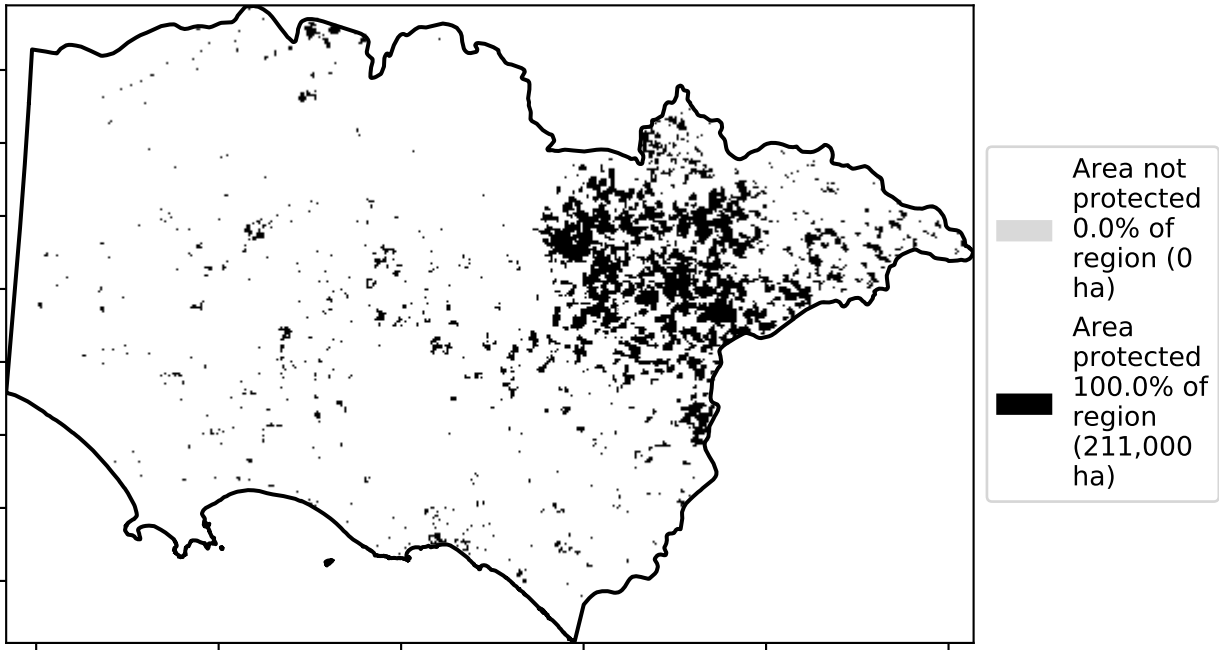 Area not
protected
0.0% of
region (0
ha)
Area
protected
100.0% of
region
(211,000
ha)